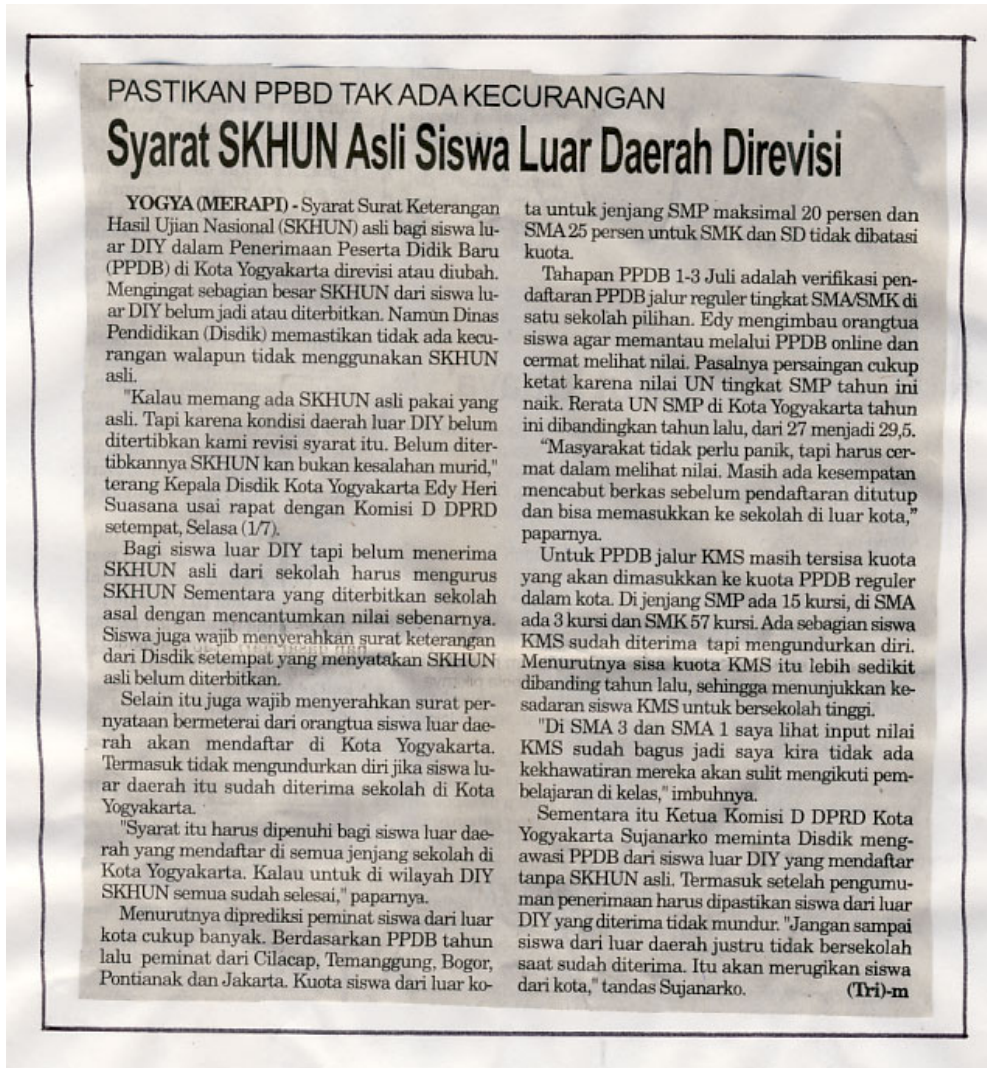 PASTIKAN PPBD TAK ADA KECURANGAN
Syarat SKHUN Asli Siswa Luar Daerah Direvisi
YOGYA (MERAPI) - Syarat Surat Keterangan
Hasil Ujian Nasional (SKHUN) asli bagi siswa lu-
ar DIY dalam Penerimaan Peserta Didik Baru
(PPDB) di Kota Yogyakarta direvisi atau diubah.
Mengingat sebagian besar SKHUN dari siswa lu-
ar DIY belum jadi atau diterbitkan. Namun Dinas
Pendidikan (Disdik) memastikan tidak ada kecu-
rangan walapun tidak menggunakan SKHUN
asli.
"Kalau memang ada SKHUN asli pakai yang
asli. Tapi karena kondisi daerah luar DIY belum
ditertibkan kami revisi syarat itu. Belum diter-
tibkannya SKHUN kan bukan kesalahan murid,"
terang Kepala Disdik Kota Yogyakarta Edy Heri
Suasana usai rapat dengan Komisi D DPRD
setempat, Selasa (1/7).
Bagi siswa luar DIY tapi belum menerima
SKHUN asli dari sekolah harus mengurus
SKHUN Sementara yang diterbitkan sekolah
asal dengan mencantumkan nilai sebenarnya.
Siswa juga wajib menyerahkan surat keterangan
dari Disdik setempat yang menyatakan SKHUN
asli belum diterbitkan.
Selain itu juga wajib menyerahkan surat per-
nyataan bermeterai dari orangtua siswa luar dae-
rah akan mendaftar di Kota Yogyakarta.
Termasuk tidak mengundurkan diri jika siswa lu-
ar daerah itu sudah diterima sekolah di Kota
Yogyakarta.
"Syarat itu harus dipenuhi bagi siswa luar dae-
rah yang mendaftar di semua jenjang sekolah di
Kota Yogyakarta. Kalau untuk di wilayah DIY
SKHUN semua sudah selesai," paparnya.
Menurutnya diprediksi peminat siswa dari luar
kota cukup banyak. Berdasarkan PPDB tahun
lalu peminat dari Cilacap, Temanggung, Bogor,
Pontianak dan Jakarta. Kuota siswa dari luar ko-
ta untuk jenjang SMP maksimal 20 persen dan
SMA 25 persen untuk SMK dan SD tidak dibatasi
kuota.
Tahapan PPDB 1-3 Juli adalah verifikasi pen-
daftaran PPDB jalur reguler tingkat SMA/SMK di
satu sekolah pilihan. Edy mengimbau orangtua
siswa agar memantau melalui PPDB online dan
cermat melihat nilai. Pasalnya persaingan cukup
ketat karena nilai UN tingkat SMP tahun ini
naik. Rerata UN SMP di Kota Yogyakarta tahun
ini dibandingkan tahun lalu, dari 27 menjadi 29,5.
"Masyarakat tidak perlu panik, tapi harus cer-
mat dalam melihat nilai. Masih ada kesempatan
mencabut berkas sebelum pendaftaran ditutup
dan bisa memasukkan ke sekolah di luar kota,"
paparnya.
Untuk PPDB jalur KMS masih tersisa kuota
yang akan dimasukkan ke kuota PPDB reguler
dalam kota. Di jenjang SMP ada 15 kursi, di SMA
ada 3 kursi dan SMK 57 kursi. Ada sebagian siswa
KMS sudah diterima tapi mengundurkan diri.
Menurutnya sisa kuota KMS itu lebih sedikit
dibanding tahun lalu, sehingga menunjukkan ke-
sadaran siswa KMS untuk bersekolah tinggi.
"Di SMA 3 dan SMA 1 saya lihat input nilai
KMS sudah bagus jadi saya kira tidak ada
kekhawatiran mereka akan sulit mengikuti pem-
belajaran di kelas," imbuhnya.
Sementara itu Ketua Komisi D DPRD Kota
Yogyakarta Sujanarko meminta Disdik meng-
awasi PPDB dari siswa luar DIY yang mendaftar
tanpa SKHUN asli. Termasuk setelah pengumu-
man penerimaan harus dipastikan siswa dari luar
DIY yang diterima tidak mundur. "Jangan sampai
siswa dari luar daerah justru tidak bersekolah
saat sudah diterima. Itu akan merugikan siswa
dari kota," tandas Sujanarko.
(Tri)-m